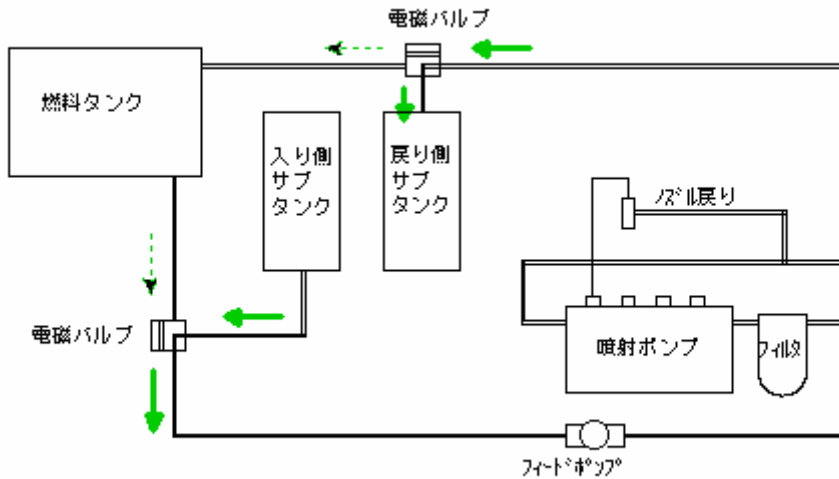 電磁バルブ
燃料タンク
入り側
サブ
タンク
戻り側
サブ
タンク
ﾉｽﾞﾙ戻り
電磁バルブ
噴射ポンプ
フィルタ
ﾌｨｰﾄﾞﾎﾟﾝﾌﾟ